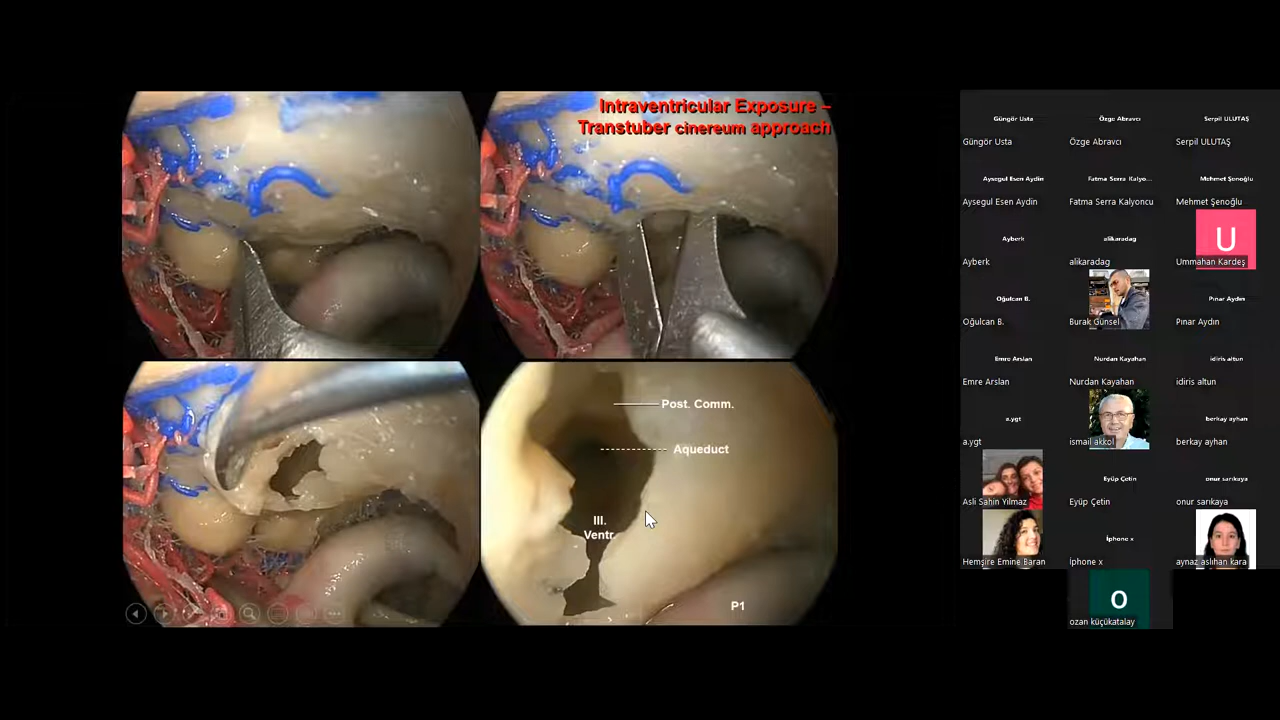 Intraventricular Exposure –
Transtuber cinereum approach
Post. Comm.
Aqueduct
III.
Ventr.
P1
Güngör Usta
Özge Abravcı
Serpil ULUTAŞ
Güngör Usta
Özge Abravcı
Serpil ULUTAŞ
Aysegul Esen Aydin
Fatma Serra Kalyo...
Mehmet Şenoğlu
Aysegul Esen Aydin
Fatma Serra Kalyoncu
Mehmet Şenoğlu
Ayberk
alikaradag
U
Ayberk
alikaradag
Ummahan Kardeş
Oğulcan B.
Pınar Aydın
Oğulcan B.
Burak Günsel
Pınar Aydın
Emre Arslan
Nurdan Kayahan
idiris altun
Emre Arslan
Nurdan Kayahan
idiris altun
a.ygt
berkay ayhan
a.ygt
ismail akkol
berkay ayhan
Eyüp Çetin
onur sarıkaya
Asli Sahin Yilmaz
Eyüp Çetin
onur sarıkaya
İphone x
Hemşire Emine Baran
İphone x
aynaz aslıhan kara
O
ozan küçükatalay